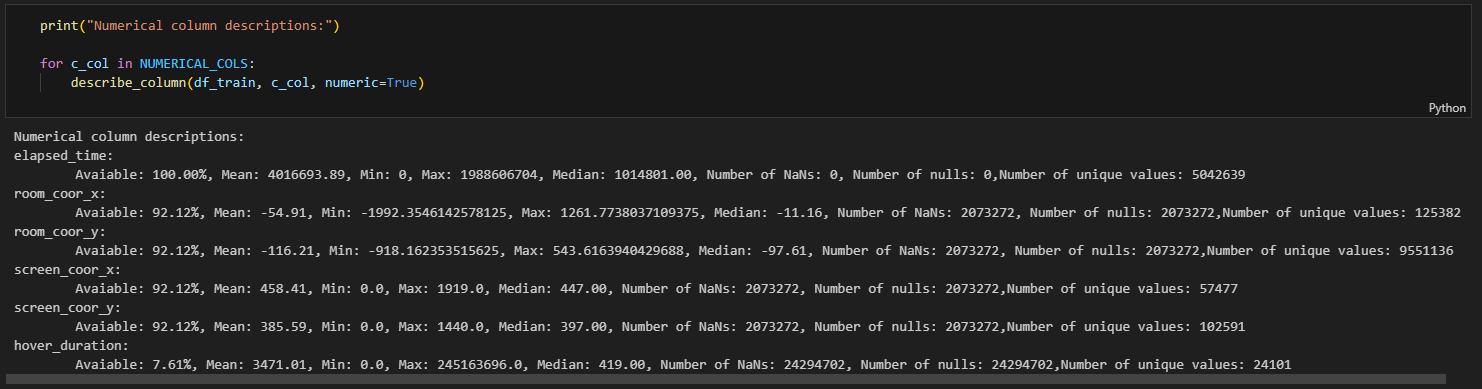 print("Numerical column descriptions:")
for c_col in NUMERICAL_COLS:
describe_column(df_train, c_col, numeric=True)
Python
Numerical column descriptions:
elapsed_time:
Avaiable: 100.00%, Mean: 4016693.89, Min: 0, Max: 1988606704, Median: 1014801.00, Number of NaNs: 0, Number of nulls: 0,Number of unique values: 5042639
room_coor_x:
Avaiable: 92.12%, Mean: -54.91, Min: -1992.3546142578125, Max: 1261.7738037109375, Median: -11.16, Number of NaNs: 2073272, Number of nulls: 2073272,Number of unique values: 125382
room_coor_y:
Avaiable: 92.12%, Mean: -116.21, Min: -918.162353515625, Max: 543.6163940429688, Median: -97.61, Number of NaNs: 2073272, Number of nulls: 2073272,Number of unique values: 9551136
screen_coor_x:
Avaiable: 92.12%, Mean: 458.41, Min: 0.0, Max: 1919.0, Median: 447.00, Number of NaNs: 2073272, Number of nulls: 2073272,Number of unique values: 57477
screen_coor_y:
Avaiable: 92.12%, Mean: 385.59, Min: 0.0, Max: 1440.0, Median: 397.00, Number of NaNs: 2073272, Number of nulls: 2073272,Number of unique values: 102591
hover_duration:
Avaiable: 7.61%, Mean: 3471.01, Min: 0.0, Max: 245163696.0, Median: 419.00, Number of NaNs: 24294702, Number of nulls: 24294702,Number of unique values: 24101